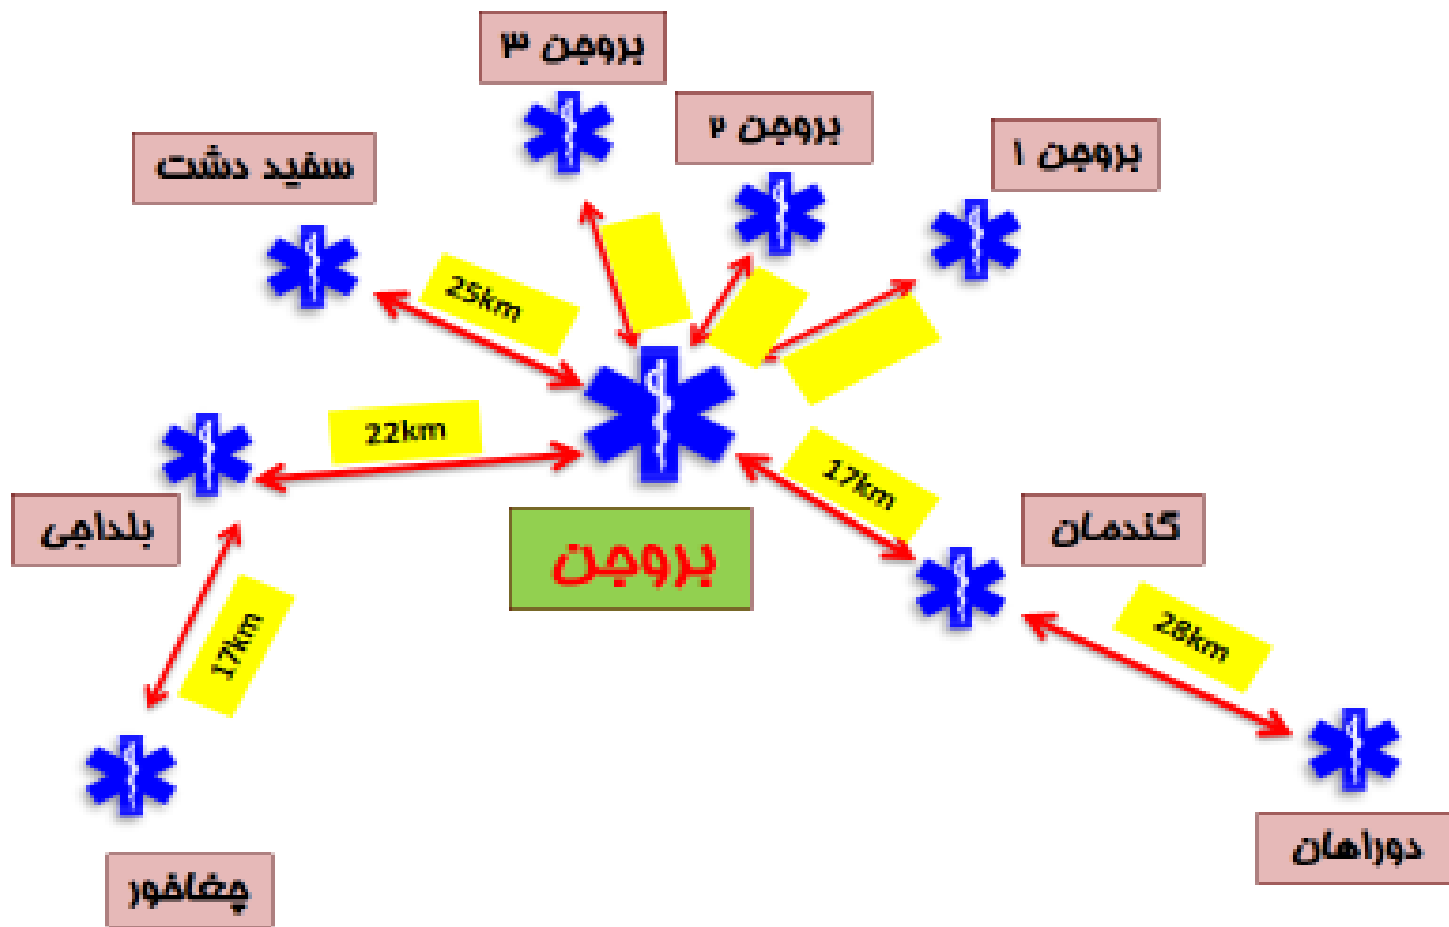 بروجن ۳
بروجن ۲
بروجن ۱
سفید دشت
25km
22km
17km
بلداجی
بروجن
گندمان
17km
28km
دوراهان
چغاخور